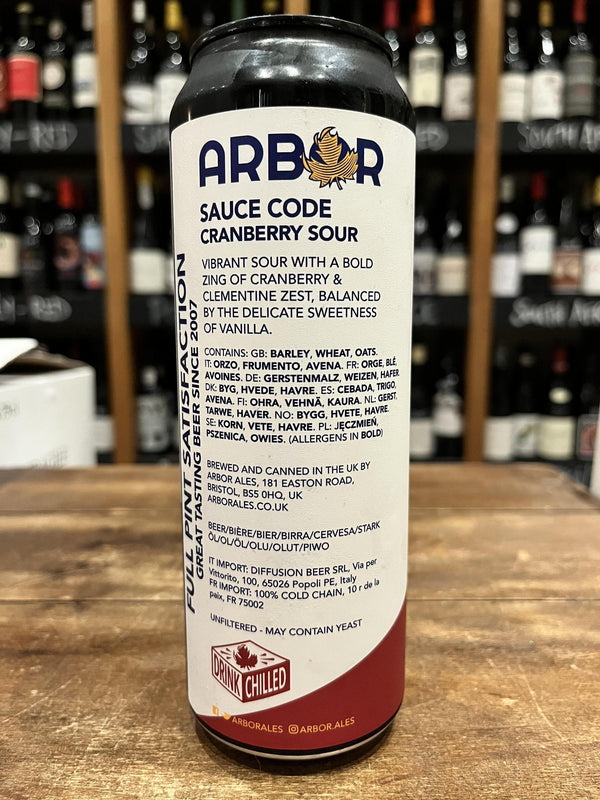 ARBOR
SAUCE CODE
CRANBERRY SOUR
VIBRANT SOUR WITH A BOLD
ZING OF CRANBERRY &
CLEMENTINE ZEST, BALANCED
BY THE DELICATE SWEETNESS
OF VANILLA.
CONTAINS: GB: BARLEY, WHEAT, OATS.
IT: ORZO, FRUMENTO, AVENA. FR: ORGE, BLÉ,
AVOINES. DE: GERSTENMALZ, WEIZEN, HAFER.
DK: BYG, HVEDE, HAVRE. ES: CEBADA, TRIGO,
AVENA. FI: OHRA, VEHNÄ, KAURA. NL: GERST,
TARWE, HAVER. NO: BYGG, HVETE, HAVRE.
SE: KORN, VETE, HAVRE. PL: JĘCZMIEŃ,
PSZENICA, OWIES. (ALLERGENS IN BOLD)
BREWED AND CANNED IN THE UK BY
ARBOR ALES, 181 EASTON ROAD,
BRISTOL, BS5 0HQ, UK
ARBORALES.CO.UK
BEER/BIÈRE/BIER/BIRRA/CERVESA/STARK
ÖL/OL/ÖL/OLU/OLUT/PIWO
IT IMPORT: DIFFUSION BEER SRL, Via per
Vittorito, 100, 65026 Popoli PE, Italy
FR IMPORT: 100% COLD CHAIN, 10 r de la
paix, FR 75002
UNFILTERED - MAY CONTAIN YEAST
DRINK CHILLED
ARBORALES ARBOR.ALES
FULL PINT SATISFACTION
GREAT TASTING BEER SINCE 2007